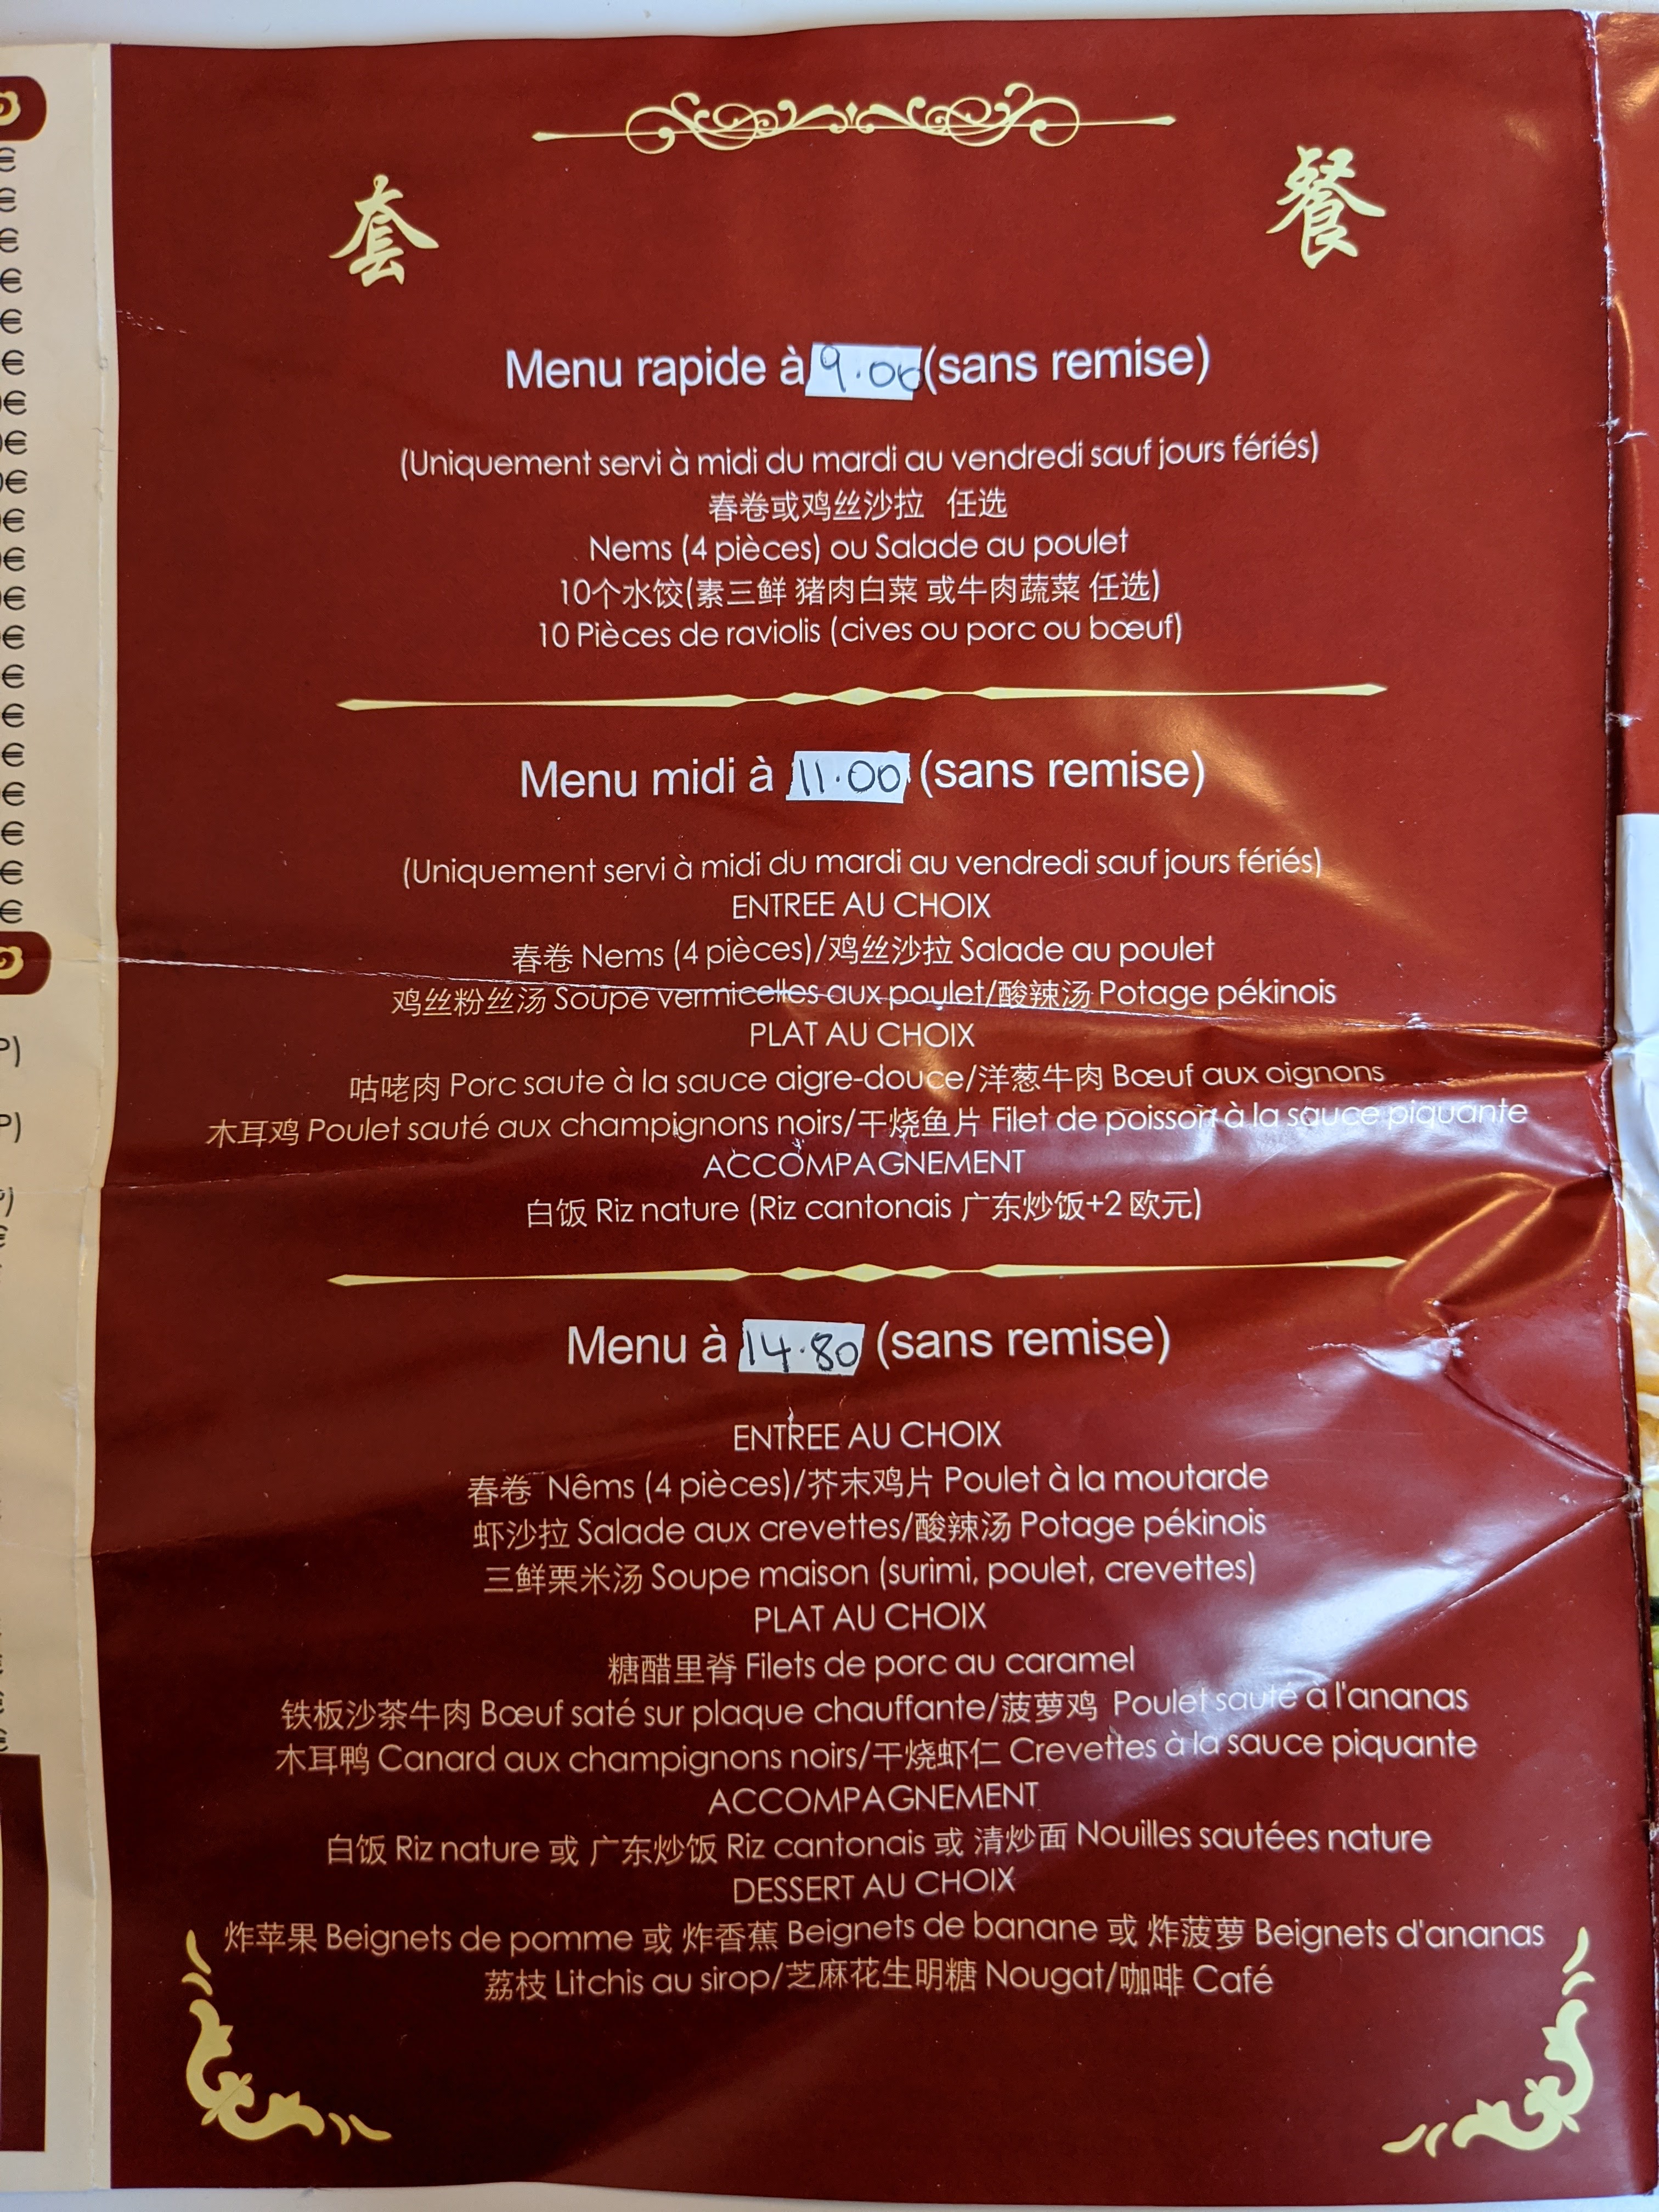 套 餐
Menu rapide à 9.00 (sans remise)
(Uniquement servi à midi du mardi au vendredi sauf jours fériés)
春卷或鸡丝沙拉 任选
Nems (4 pièces) ou Salade au poulet
10个水饺(素三鲜 猪肉白菜 或牛肉蔬菜 任选)
10 Pièces de raviolis (cives ou porc ou bœuf)
Menu midi à 11.00 (sans remise)
(Uniquement servi à midi du mardi au vendredi sauf jours fériés)
ENTREE AU CHOIX
春卷 Nems (4 pièces)/鸡丝沙拉 Salade au poulet
鸡丝粉丝汤 Soupe vermicelles aux poulet/酸辣汤 Potage pékinois
PLAT AU CHOIX
咕咾肉 Porc saute à la sauce aigre-douce/洋葱牛肉 Bœuf aux oignons
木耳鸡 Poulet sauté aux champignons noirs/干烧鱼片 Filet de poisson à la sauce piquante
ACCOMPAGNEMENT
白饭 Riz nature (Riz cantonais 广东炒饭+2 欧元)
Menu à 14.80 (sans remise)
ENTREE AU CHOIX
春卷 Nêms (4 pièces)/芥末鸡片 Poulet à la moutarde
虾沙拉 Salade aux crevettes/酸辣汤 Potage pékinois
三鲜栗米汤 Soupe maison (surimi, poulet, crevettes)
PLAT AU CHOIX
糖醋里脊 Filets de porc au caramel
铁板沙茶牛肉 Bœuf saté sur plaque chauffante/菠萝鸡 Poulet sauté à l'ananas
木耳鸭 Canard aux champignons noirs/干烧虾仁 Crevettes à la sauce piquante
ACCOMPAGNEMENT
白饭 Riz nature 或 广东炒饭 Riz cantonais 或 清炒面 Nouilles sautées nature
DESSERT AU CHOIX
炸苹果 Beignets de pomme 或 炸香蕉 Beignets de banane 或 炸菠萝 Beignets d'ananas
荔枝 Litchis au sirop/芝麻花生明糖 Nougat/咖啡 Café